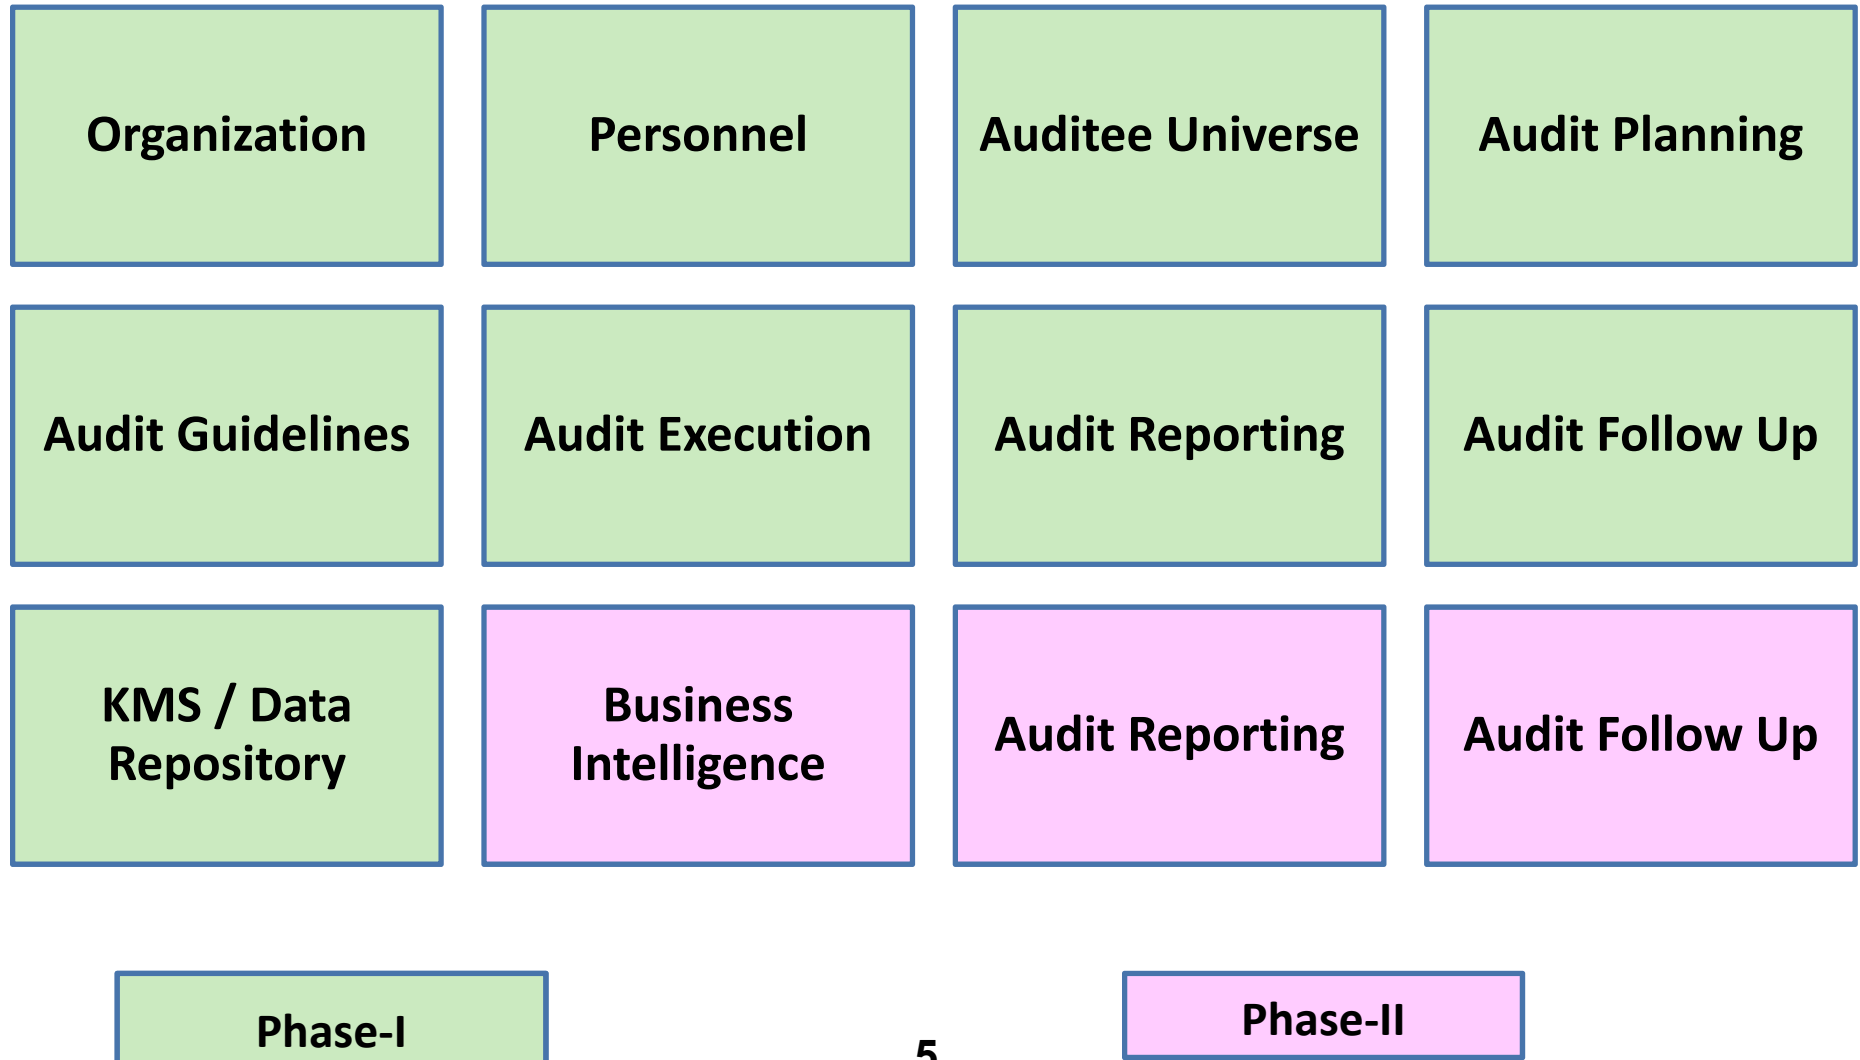 Organization
Personnel
Auditee Universe
Audit Planning
Audit Guidelines
Audit Execution
Audit Reporting
Audit Follow Up
KMS / Data
Repository
Business
Intelligence
Audit Reporting
Audit Follow Up
Phase-I
5
Phase-II